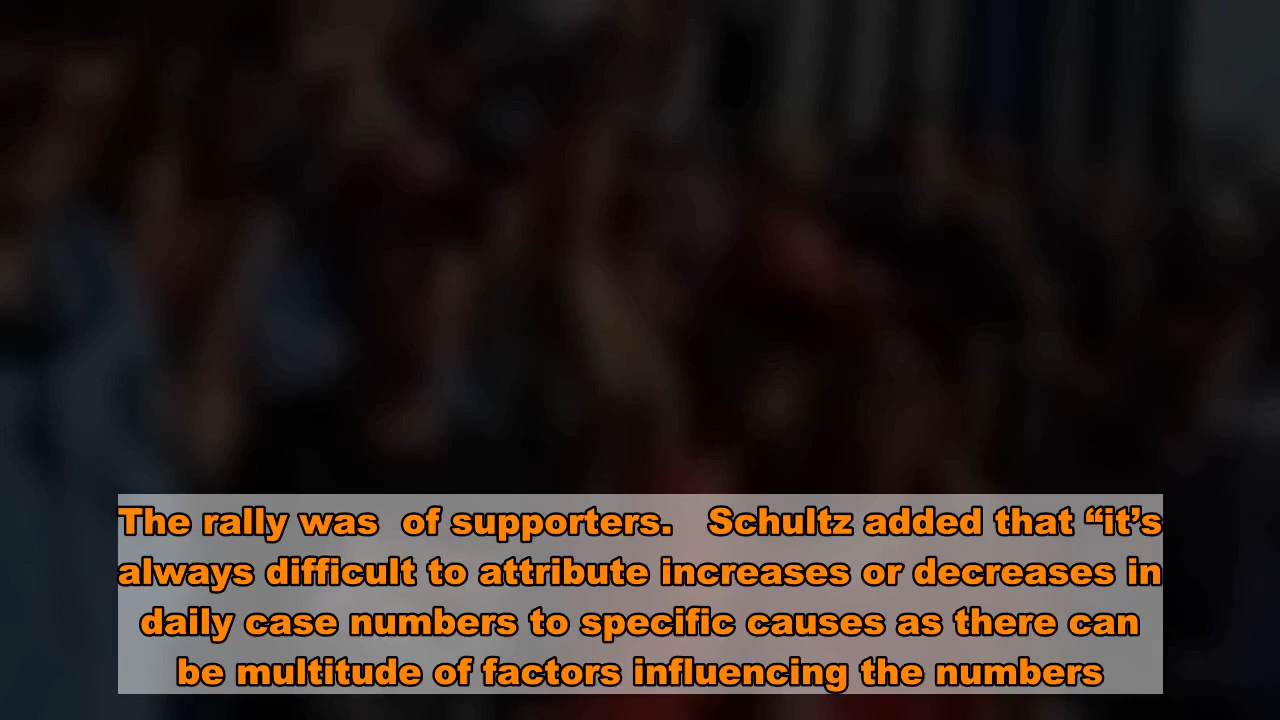 The rally was  of supporters.   Schultz added that “it’s
always difficult to attribute increases or decreases in
daily case numbers to specific causes as there can
be multitude of factors influencing the numbers